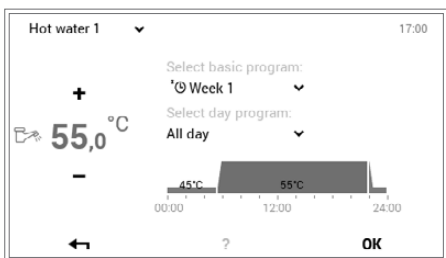 Hot water 1
17:00
Select basic program:
Week 1
Select day program:
All day
+
55,0 °C
−
45°C 55°C
00:00 12:00 24:00
? OK